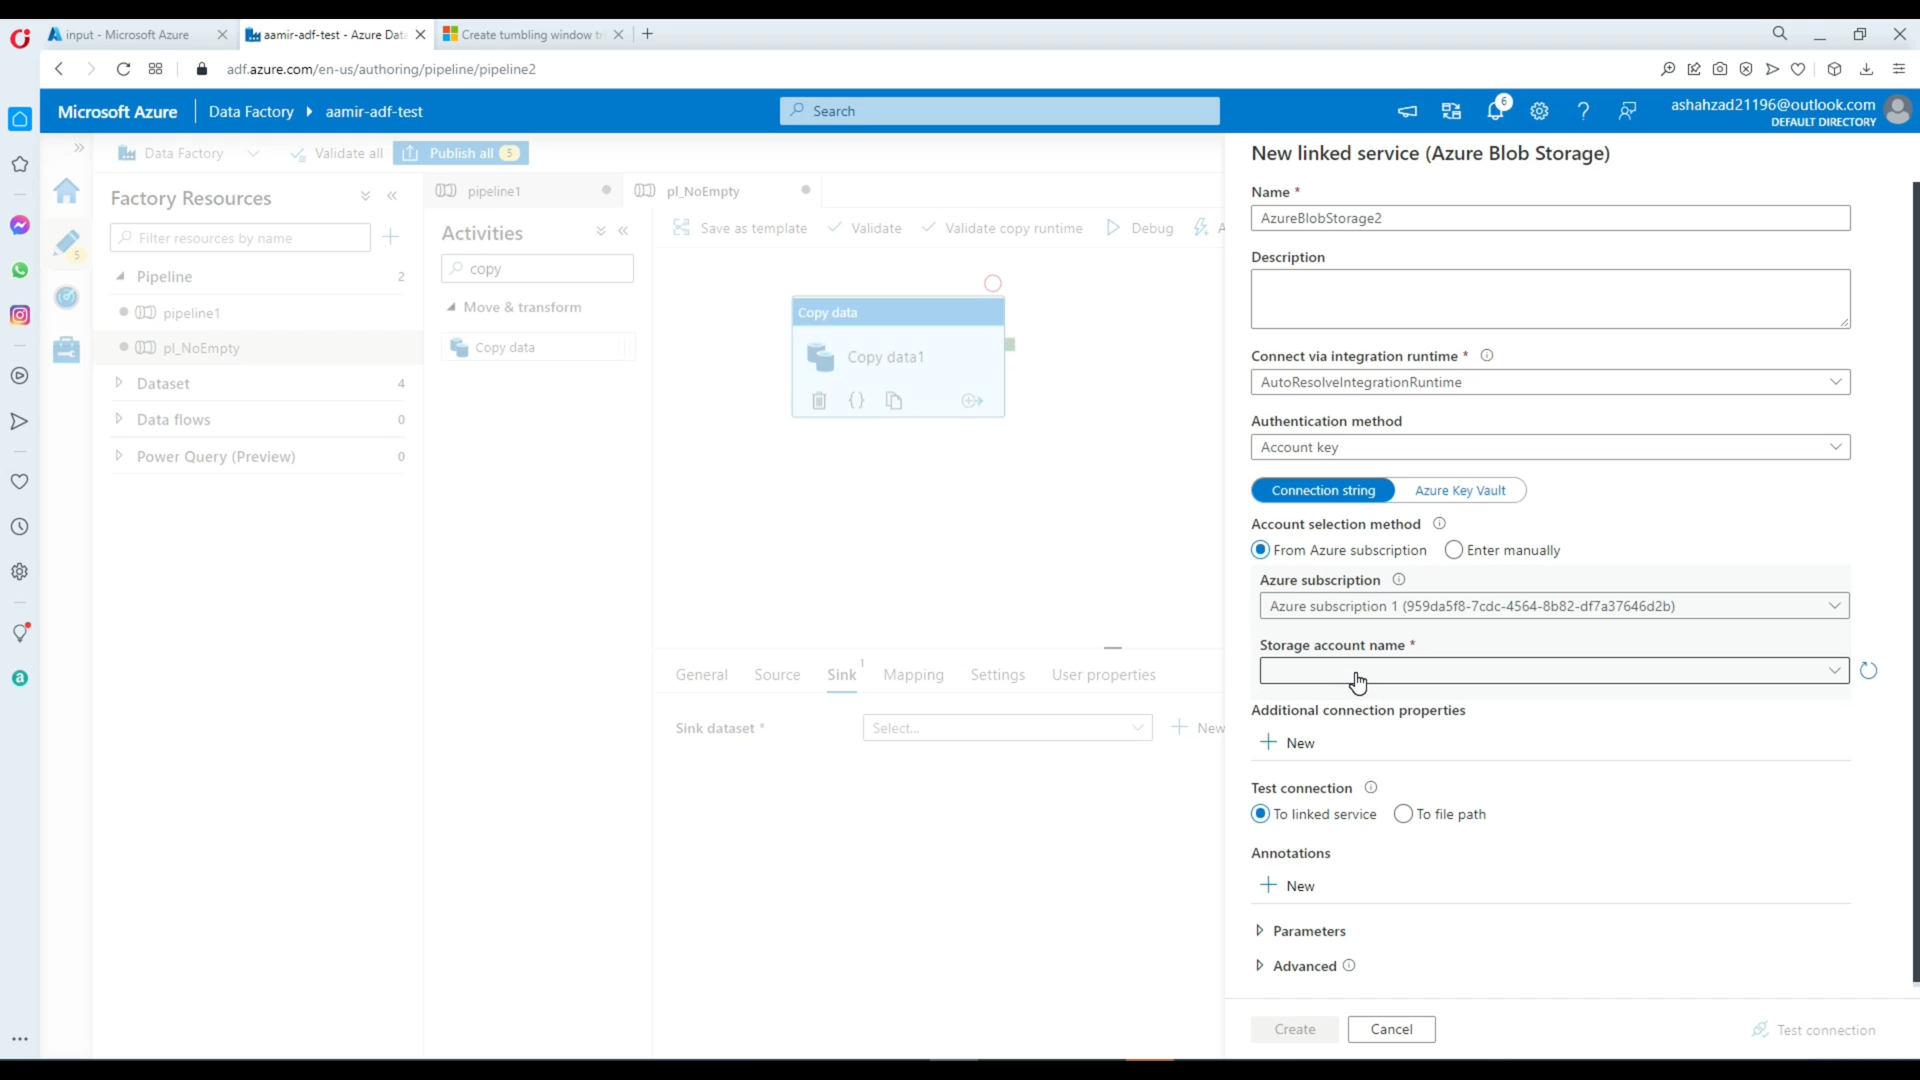 input - Microsoft Azure
aamir-adf-test - Azure Data
Create tumbling window tr
adf.azure.com/en-us/authoring/pipeline/pipeline2
Microsoft Azure
Data Factory
aamir-adf-test
Search
6
ashahzad21196@outlook.com
DEFAULT DIRECTORY
Data Factory
Validate all
Publish all
5
5
Factory Resources
Filter resources by name
Pipeline
2
pipeline1
pl_NoEmpty
Dataset
4
Data flows
0
Power Query (Preview)
0
pipeline1
pl_NoEmpty
Activities
copy
Move & transform
Copy data
Save as template
Validate
Validate copy runtime
Debug
A
Copy data
Copy data1
General
Source
Sink
1
Mapping
Settings
User properties
Sink dataset *
Select...
New
New linked service (Azure Blob Storage)
Name *
AzureBlobStorage2
Description
Connect via integration runtime *
AutoResolveIntegrationRuntime
Authentication method
Account key
Connection string
Azure Key Vault
Account selection method
From Azure subscription
Enter manually
Azure subscription
Azure subscription 1 (959da5f8-7cdc-4564-8b82-df7a37646d2b)
Storage account name *
Additional connection properties
New
Test connection
To linked service
To file path
Annotations
New
Parameters
Advanced
Create
Cancel
Test connection